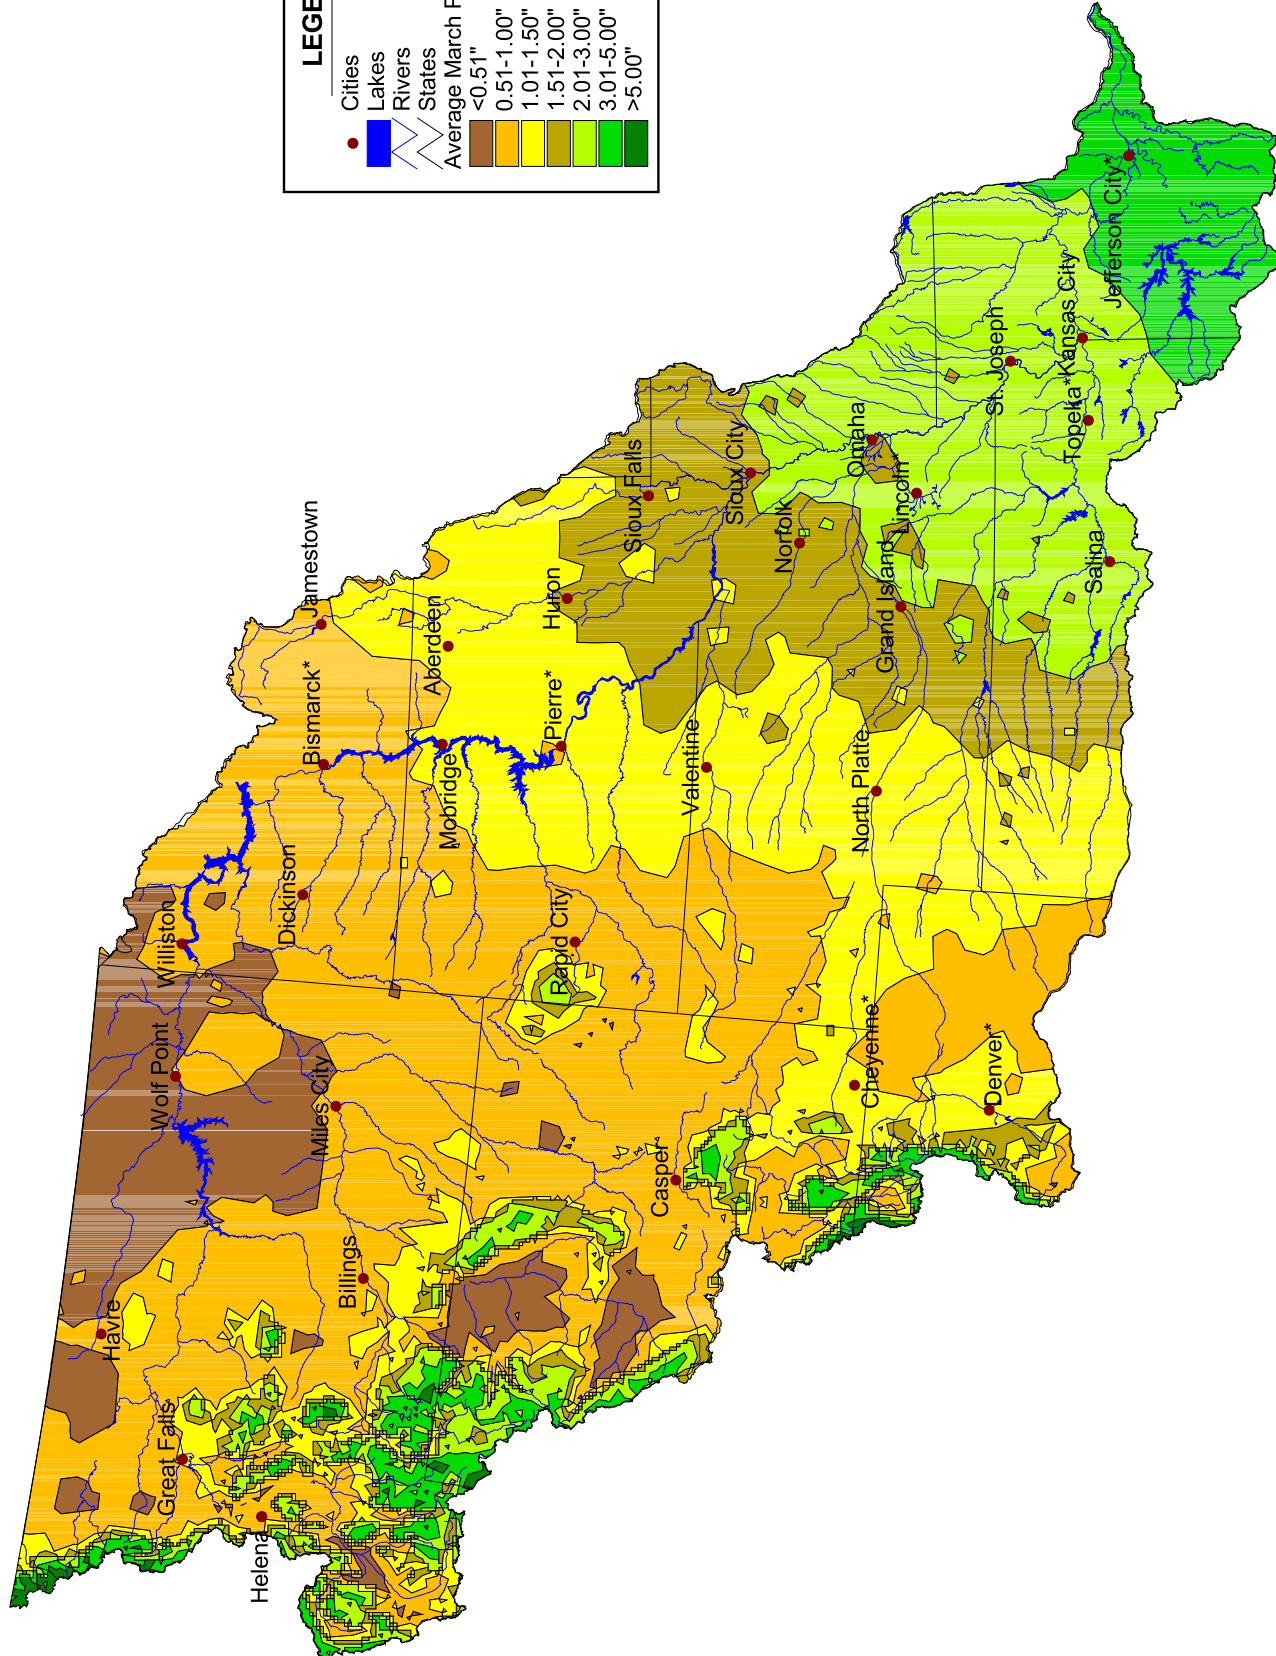 LEGE
Cities
Lakes
Rivers
States
Average March
<0.51"
0.51-1.00"
1.01-1.50"
1.51-2.00"
2.01-3.00"
3.01-5.00"
>5.00"
Havre
Great Falls
Helena
Wolf Point
Williston
Miles City
Billings
Dickinson
Bismarck*
Jamestown
Mobridge
Aberdeen
Pierre*
Huron
Rapid City
Sioux Falls
Casper
Valentine
Sioux City
Norfolk
Cheyenne*
North Platte
Grand Island
Omaha
Lincoln*
Denver*
St. Joseph
Salina
Topeka*
Kansas City
Jefferson City*